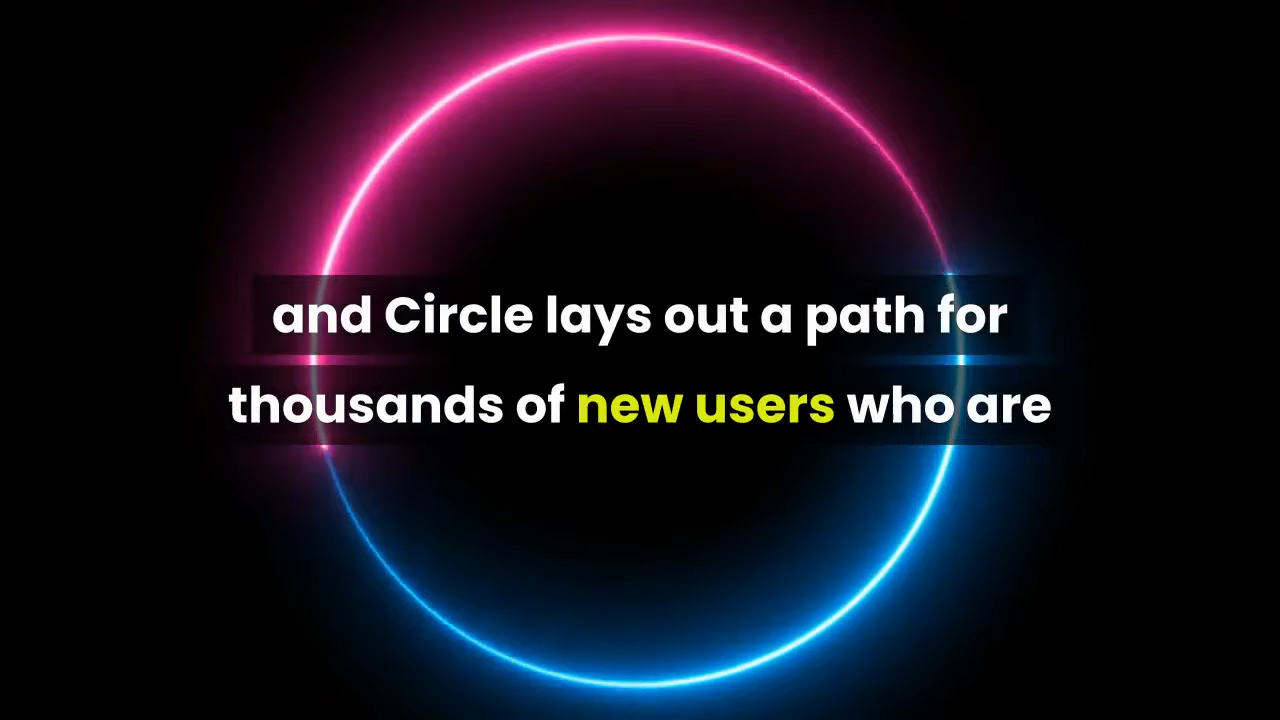 and Circle lays out a path for
thousands of new users who are